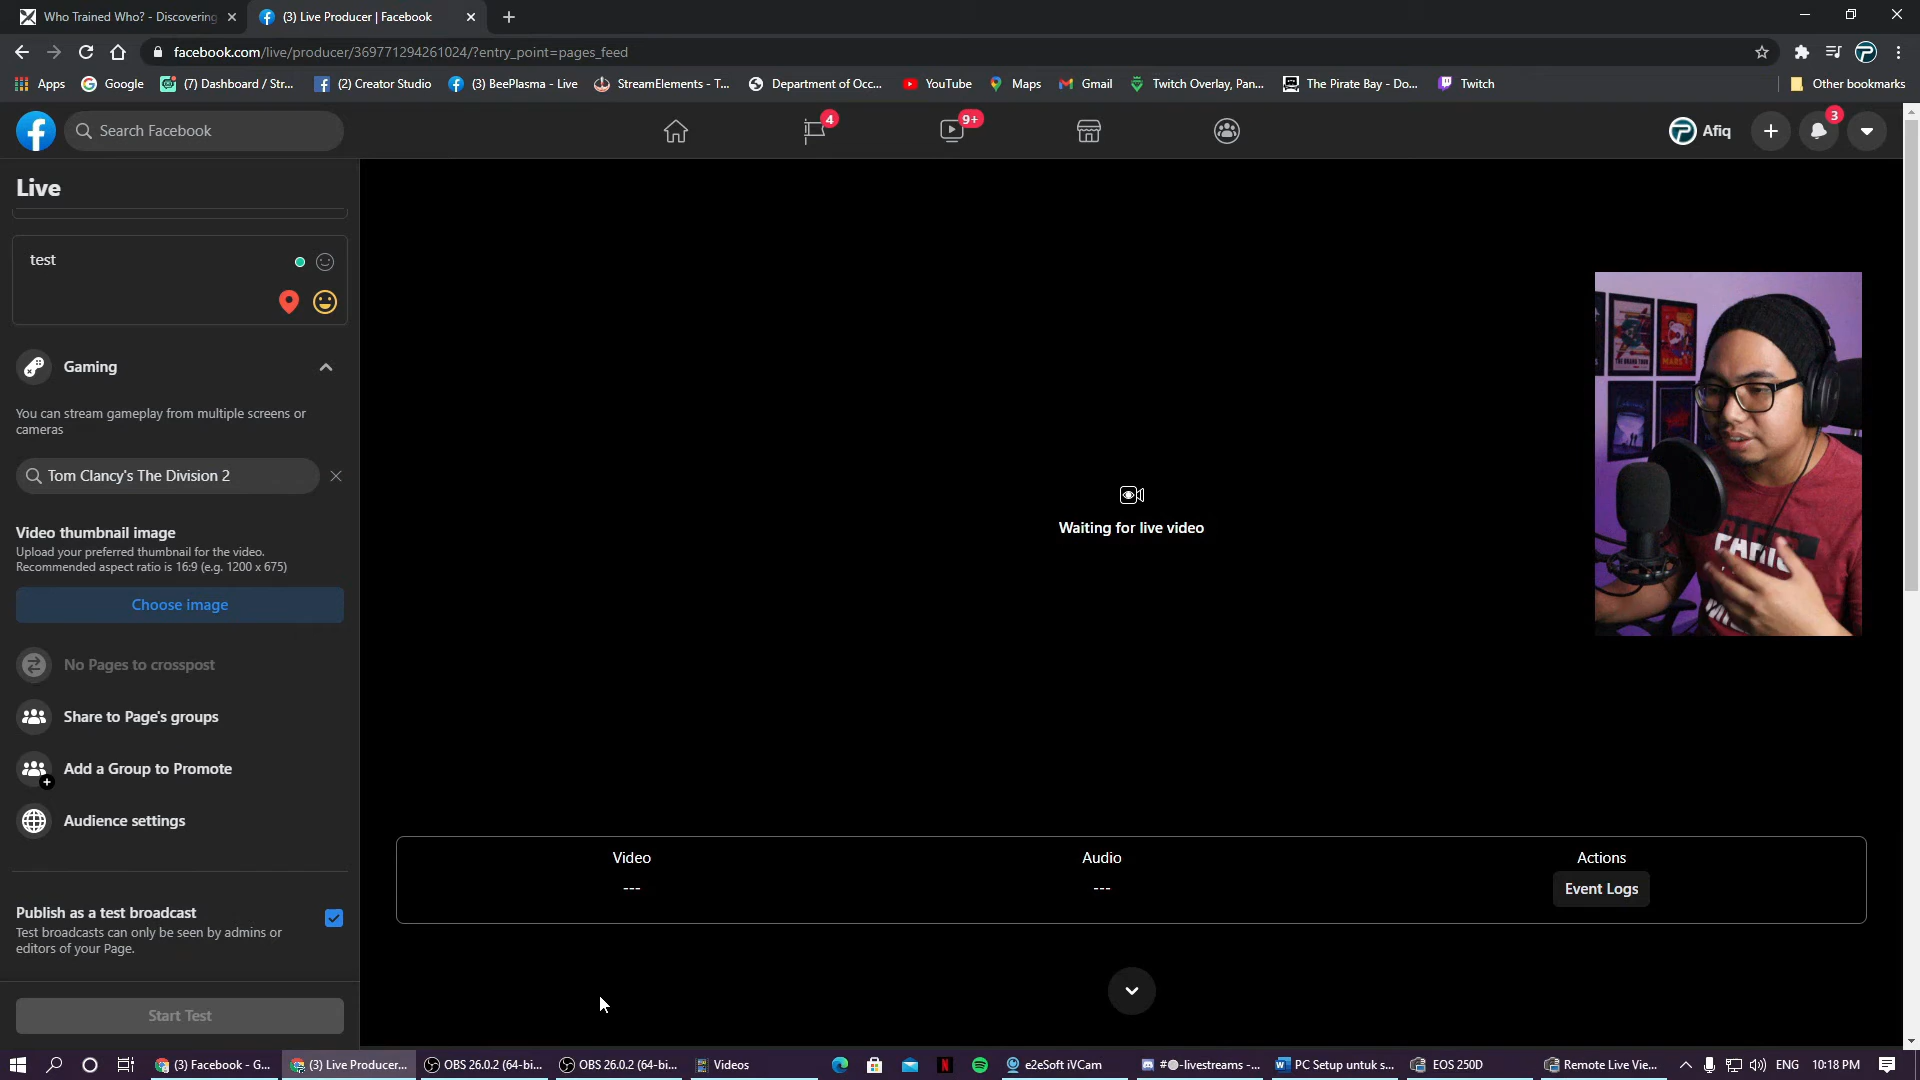 Who Trained Who? - Discovering
(3) Live Producer | Facebook
facebook.com/live/producer/369771294261024/?entry_point=pages_feed
Apps
Google
(7) Dashboard / Str...
(2) Creator Studio
(3) BeePlasma - Live
StreamElements - T...
Department of Occ...
YouTube
Maps
Gmail
Twitch Overlay, Pan...
The Pirate Bay - Do...
Twitch
Other bookmarks
Search Facebook
4
9+
Afiq
3
Live
test
Gaming
You can stream gameplay from multiple screens or
cameras
Tom Clancy's The Division 2
Video thumbnail image
Upload your preferred thumbnail for the video.
Recommended aspect ratio is 16:9 (e.g. 1200 x 675)
Choose image
No Pages to crosspost
Share to Page's groups
Add a Group to Promote
Audience settings
Publish as a test broadcast
Test broadcasts can only be seen by admins or
editors of your Page.
Start Test
Waiting for live video
Video
---
Audio
---
Actions
Event Logs
(3) Facebook - G...
(3) Live Producer...
OBS 26.0.2 (64-bi...
OBS 26.0.2 (64-bi...
Videos
e2eSoft iVCam
-livestreams -...
PC Setup untuk s...
EOS 250D
Remote Live Vie...
ENG
10:18 PM